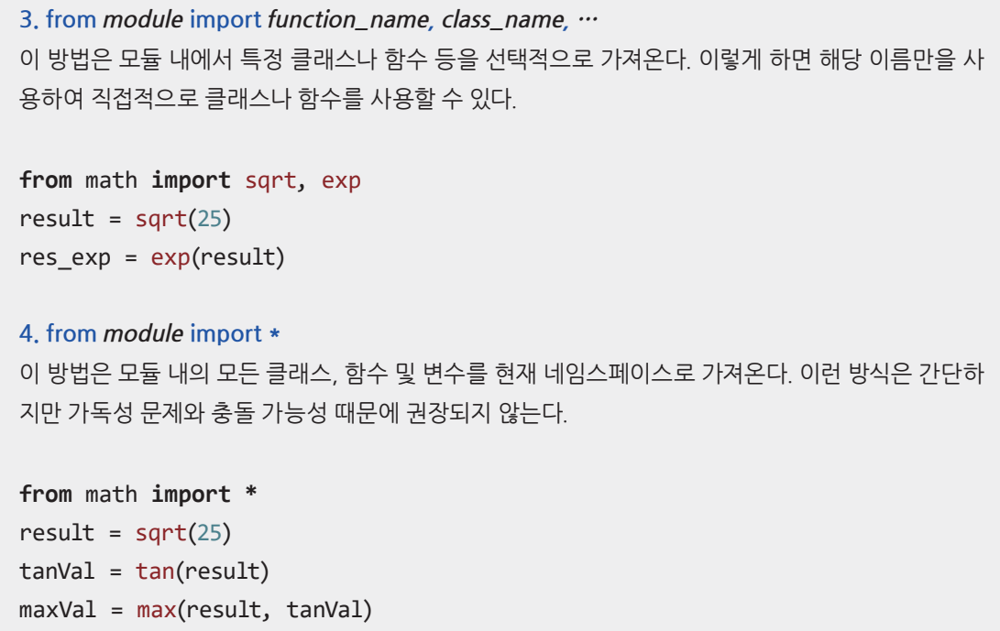 3. from module import function_name, class_name, …
이 방법은 모듈 내에서 특정 클래스나 함수 등을 선택적으로 가져온다. 이렇게 하면 해당 이름만을 사
용하여 직접적으로 클래스나 함수를 사용할 수 있다.
from math import sqrt, exp
result = sqrt(25)
res_exp = exp(result)
4. from module import *
이 방법은 모듈 내의 모든 클래스, 함수 및 변수를 현재 네임스페이스로 가져온다. 이런 방식은 간단하
지만 가독성 문제와 충돌 가능성 때문에 권장되지 않는다.
from math import *
result = sqrt(25)
tanVal = tan(result)
maxVal = max(result, tanVal)